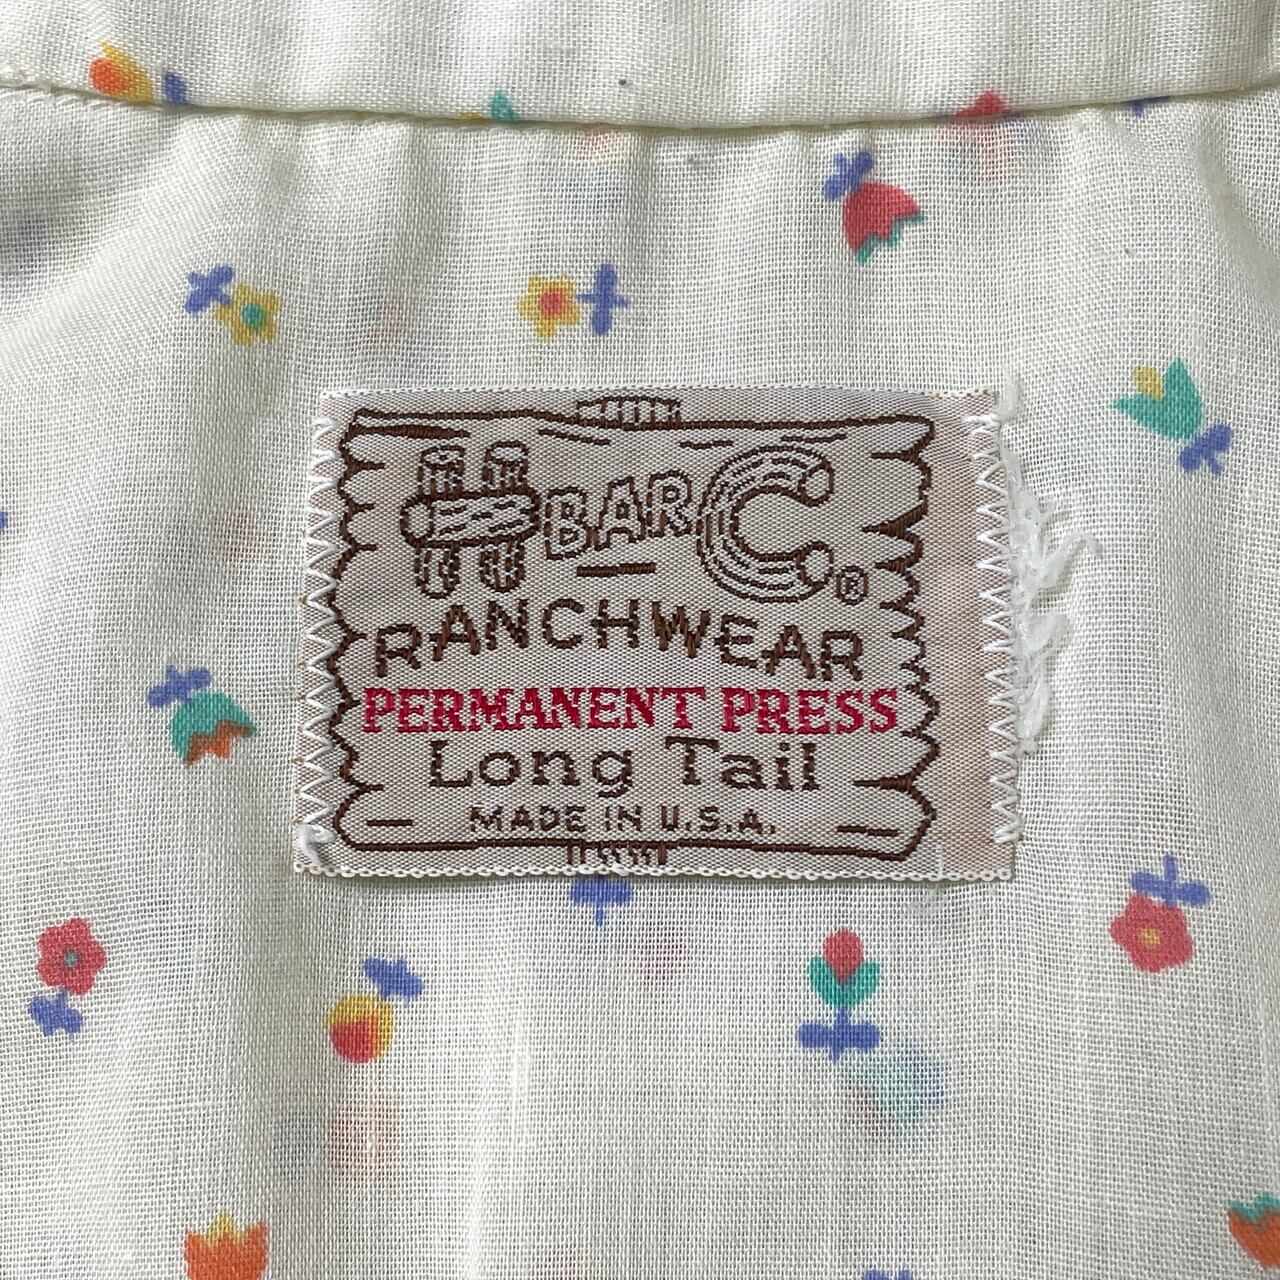 H BAR C®
RANCHWEAR
PERMANENT PRESS
Long Tail
MADE IN U.S.A.